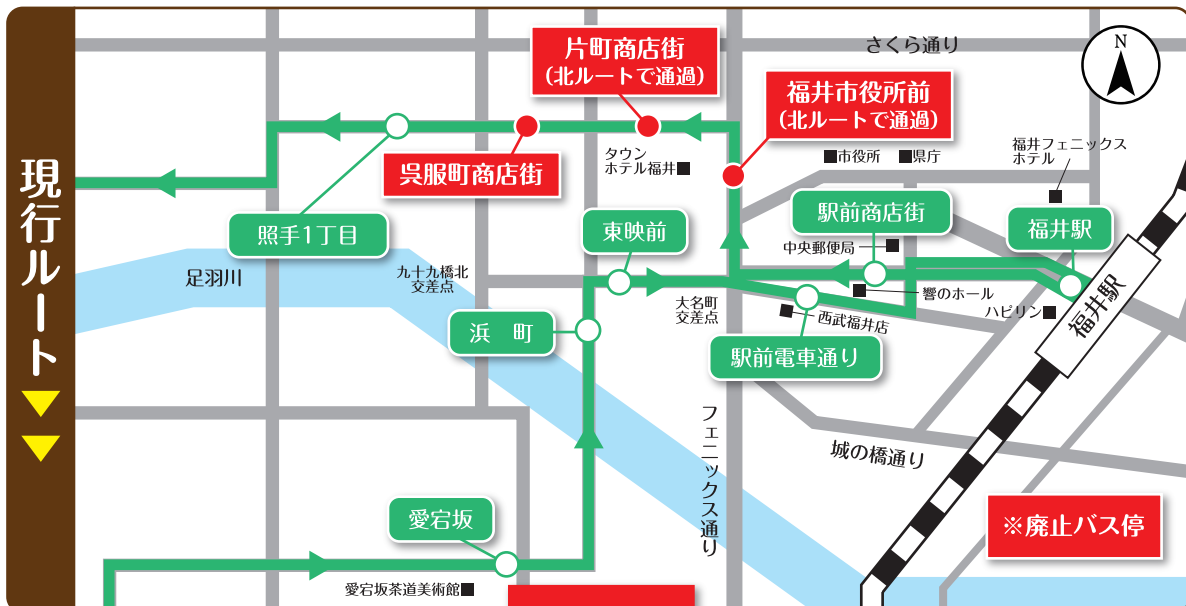 現行ルート
さくら通り
N
片町商店街
(北ルートで通過)
福井市役所前
(北ルートで通過)
呉服町商店街
タウン
ホテル福井■
■市役所
■県庁
福井フェニックス
ホテル
照手1丁目
東映前
駅前商店街
福井駅
中央郵便局
足羽川
九十九橋北
交差点
大名町
交差点
響のホール
ハピリン■
福井駅
西武福井店
浜 町
駅前電車通り
フェニックス通り
城の橋通り
愛宕坂
※廃止バス停
愛宕坂茶道美術館■